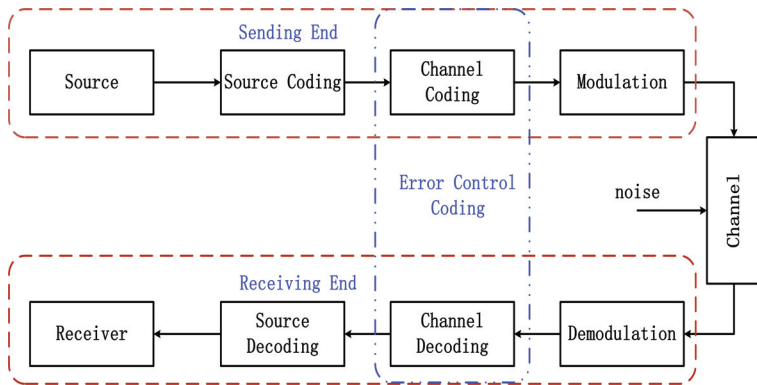 Sending End
Source
Source Coding
Channel
Coding
Modulation
Error Control
Coding
noise
Channel
Receiving End
Receiver
Source
Decoding
Channel
Decoding
Demodulation